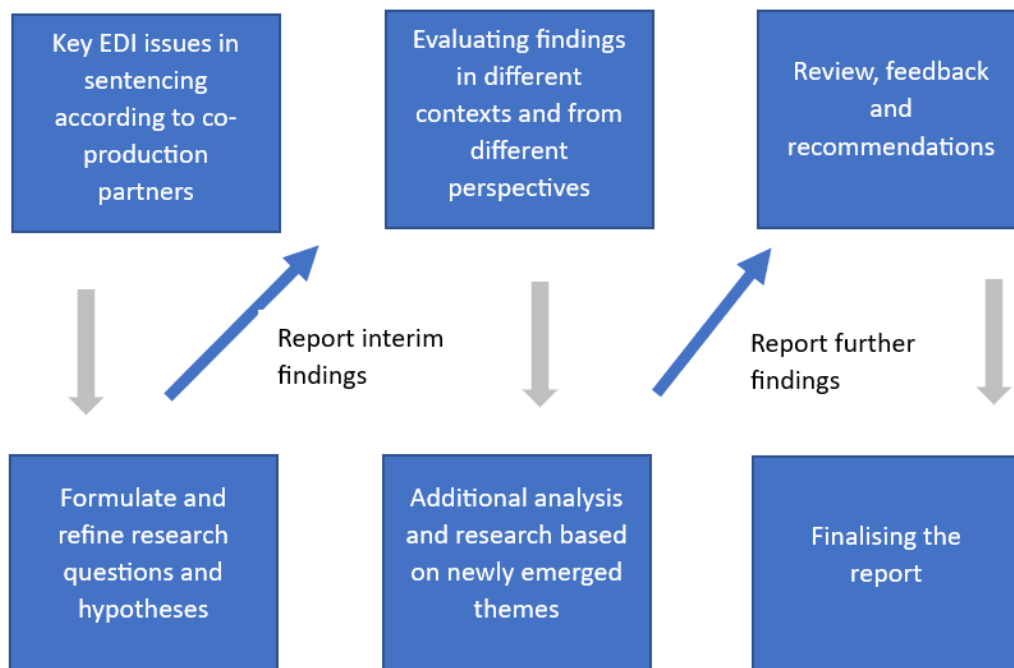 Key EDI issues in
sentencing
according to co-
production
partners
Evaluating findings
in different
contexts and from
different
perspectives
Review, feedback
and
recommendations
Report interim
findings
Report further
findings
Formulate and
refine research
questions and
hypotheses
Additional analysis
and research based
on newly emerged
themes
Finalising the
report